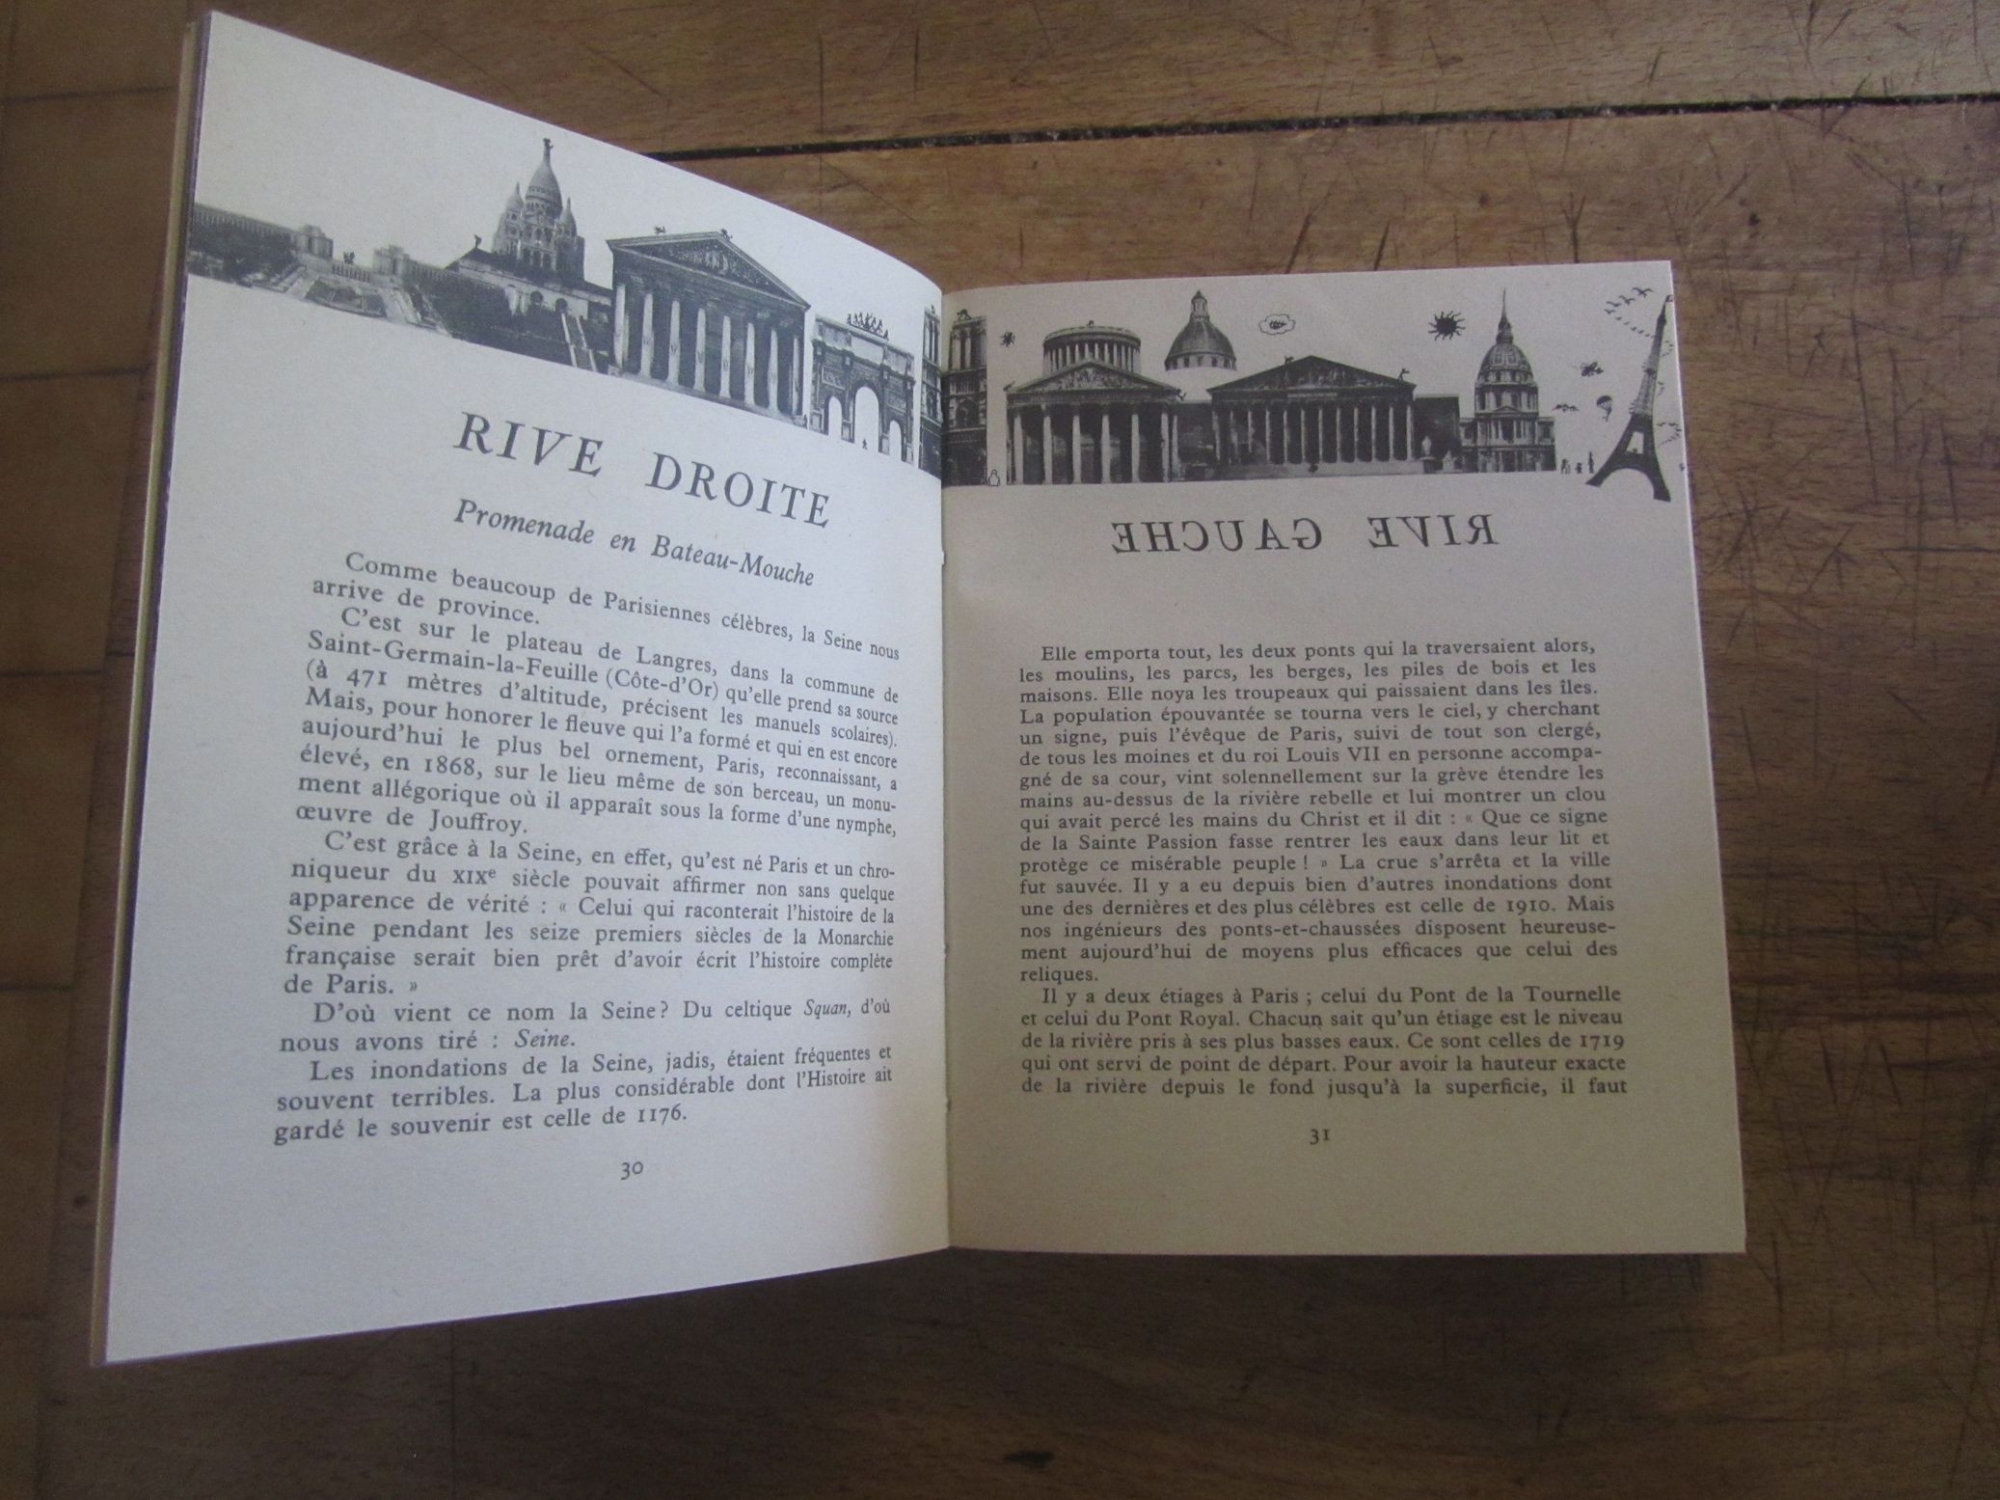 RIVE DROITE
Promenade en Bateau-Mouche
Comme beaucoup de Parisiennes célèbres, la Seine nous
arrive de province.
C'est sur le plateau de Langres, dans la commune de
Saint-Germain-la-Feuille (Côte-d'Or) qu'elle prend sa source
(à 471 mètres d'altitude, précisent les manuels scolaires).
Mais, pour honorer le fleuve qui l'a formé et qui en est encore
aujourd'hui le plus bel ornement, Paris, reconnaissant, a
élevé, en 1868, sur le lieu même de son berceau, un monu-
ment allégorique où il apparaît sous la forme d'une nymphe,
œuvre de Jouffroy.
C'est grâce à la Seine, en effet, qu'est né Paris et un chro-
niqueur du XIXe siècle pouvait affirmer non sans quelque
apparence de vérité : « Celui qui raconterait l'histoire de la
Seine pendant les seize premiers siècles de la Monarchie
française serait bien prêt d'avoir écrit l'histoire complète
de Paris. »
D'où vient ce nom la Seine? Du celtique Squan, d'où
nous avons tiré : Seine.
Les inondations de la Seine, jadis, étaient fréquentes et
souvent terribles. La plus considérable dont l'Histoire ait
gardé le souvenir est celle de 1176.
30
RIVE GAUCHE
Elle emporta tout, les deux ponts qui la traversaient alors,
les moulins, les parcs, les berges, les piles de bois et les
maisons. Elle noya les troupeaux qui paissaient dans les îles.
La population épouvantée se tourna vers le ciel, y cherchant
un signe, puis l'évêque de Paris, suivi de tout son clergé,
de tous les moines et du roi Louis VII en personne accompa-
gné de sa cour, vint solennellement sur la grève étendre les
mains au-dessus de la rivière rebelle et lui montrer un clou
qui avait percé les mains du Christ et il dit : « Que ce signe
de la Sainte Passion fasse rentrer les eaux dans leur lit et
protège ce misérable peuple ! » La crue s'arrêta et la ville
fut sauvée. Il y a eu depuis bien d'autres inondations dont
une des dernières et des plus célèbres est celle de 1910. Mais
nos ingénieurs des ponts-et-chaussées disposent heureuse-
ment aujourd'hui de moyens plus efficaces que celui des
reliques.
Il y a deux étiages à Paris ; celui du Pont de la Tournelle
et celui du Pont Royal. Chacun sait qu'un étiage est le niveau
de la rivière pris à ses plus basses eaux. Ce sont celles de 1719
qui ont servi de point de départ. Pour avoir la hauteur exacte
de la rivière depuis le fond jusqu'à la superficie, il faut
31